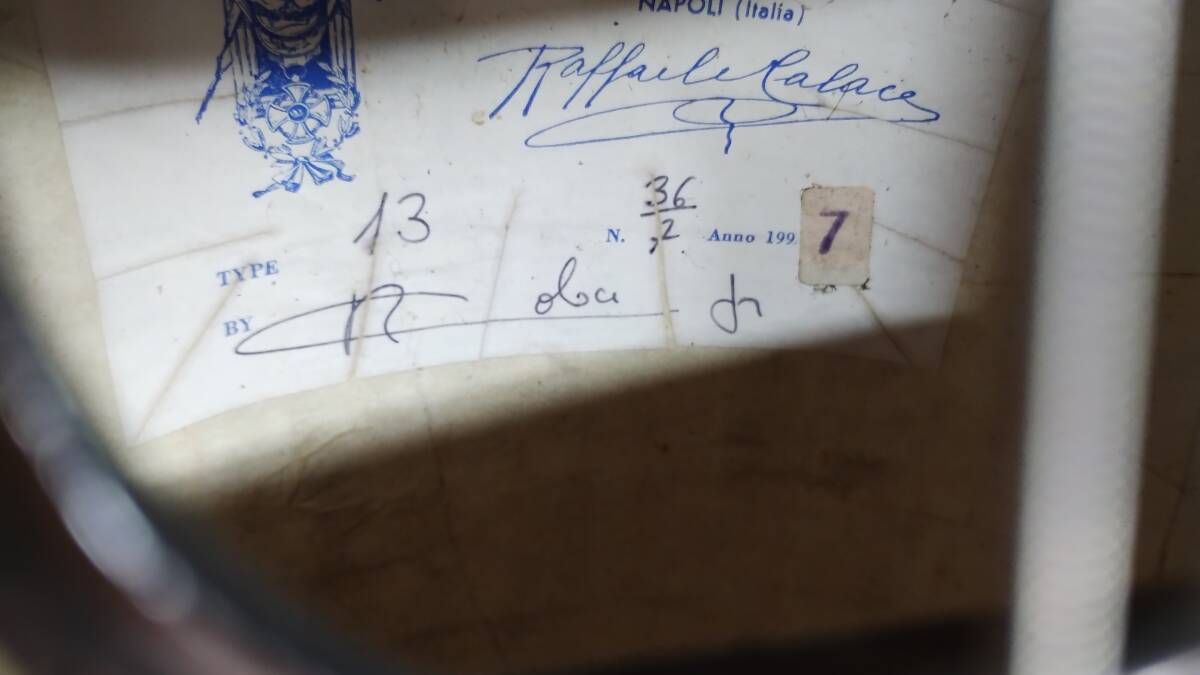 NAPOLI (Italia)
Raffaele Calace
TYPE 13 N. 36/2 Anno 199 7
BY